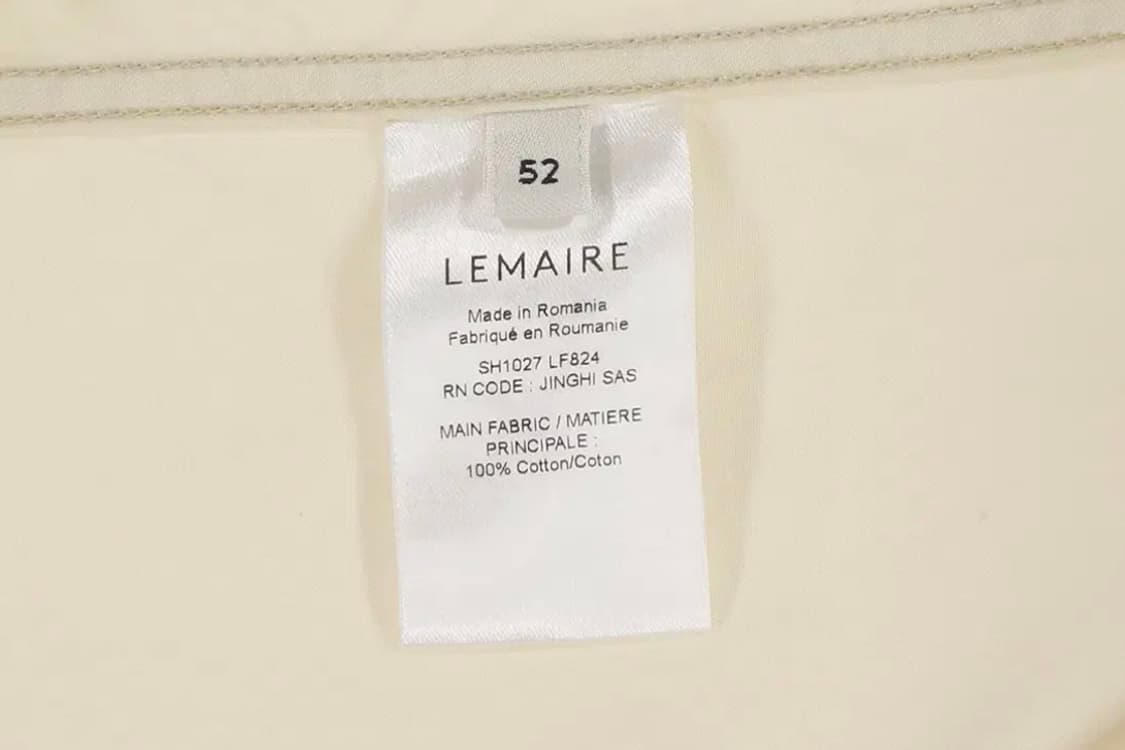 52
LEMAIRE
Made in Romania
Fabriqué en Roumanie
SH1027 LF824
RN CODE : JINGHI SAS
MAIN FABRIC / MATIERE
PRINCIPALE :
100% Cotton/Coton